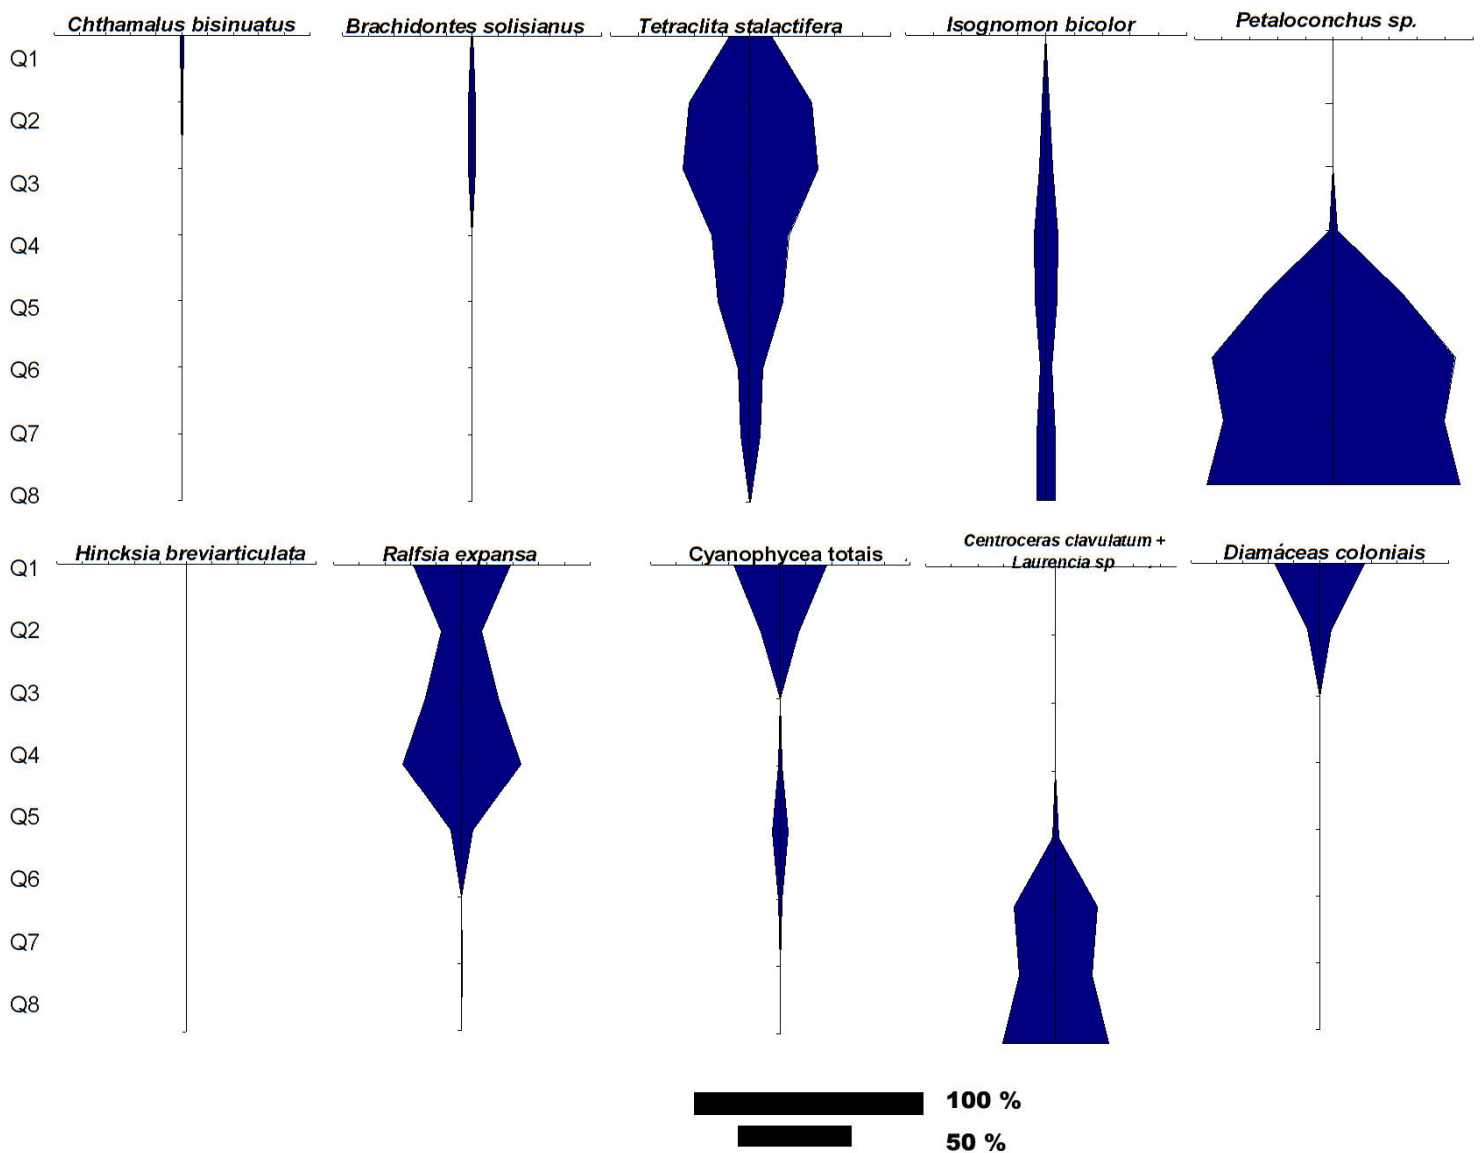 Chthamalus bisinuatus
Brachidontes solisianus
Tetraclita stalactifera
Isognomon bicolor
Petaloconchus sp.
Q1
Q2
Q3
Q4
Q5
Q6
Q7
Q8
Hincksia breviarticulata
Ralfsia expansa
Cyanophycea totais
Centroceras clavulatum +
Laurencia sp
Diamáceas coloniais
Q1
Q2
Q3
Q4
Q5
Q6
Q7
Q8
100 %
50 %